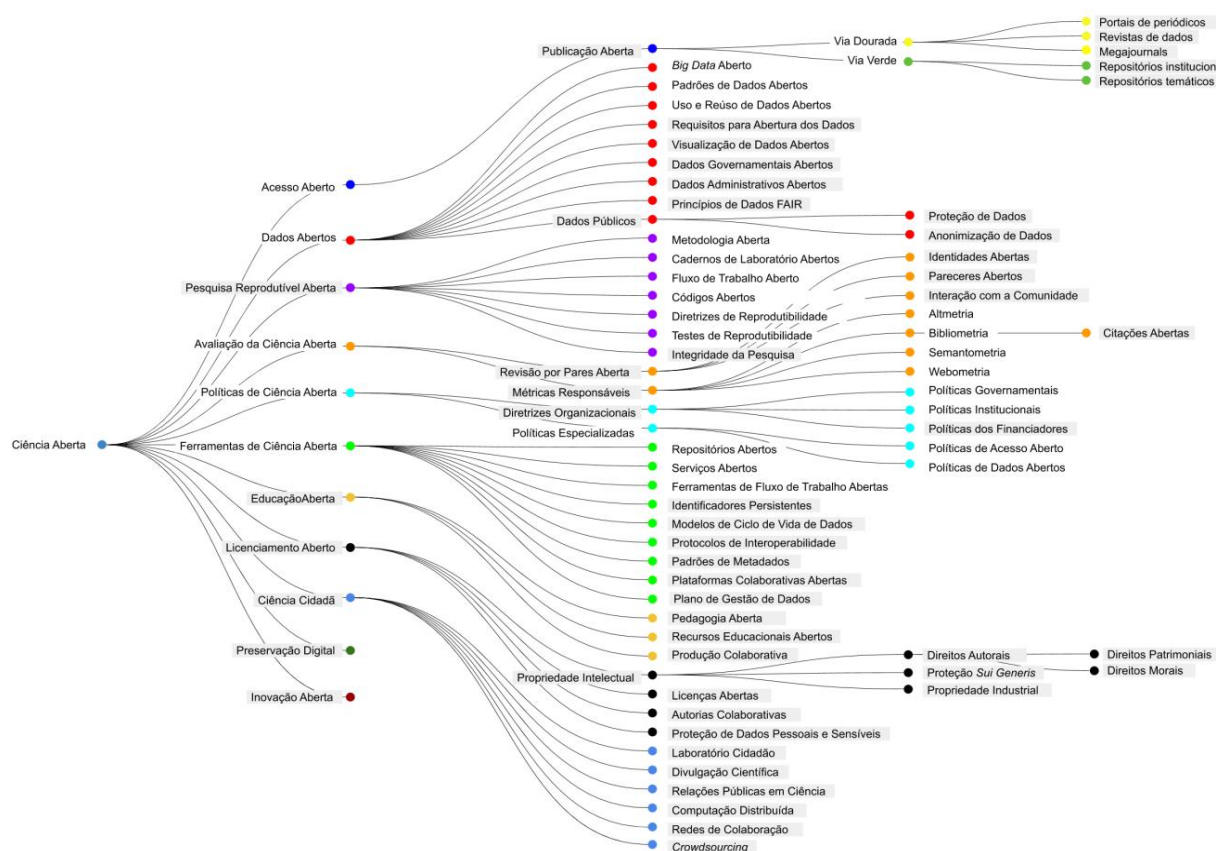 Ciência Aberta
Acesso Aberto
Publicação Aberta
Via Dourada
Portais de periódicos
Revistas de dados
Megajournals
Via Verde
Repositórios institucion
Repositórios temáticos
Dados Abertos
Big Data Aberto
Padrões de Dados Abertos
Uso e Reúso de Dados Abertos
Requisitos para Abertura dos Dados
Visualização de Dados Abertos
Dados Governamentais Abertos
Dados Administrativos Abertos
Princípios de Dados FAIR
Dados Públicos
Proteção de Dados
Anonimização de Dados
Pesquisa Reprodutível Aberta
Metodologia Aberta
Cadernos de Laboratório Abertos
Fluxo de Trabalho Aberto
Códigos Abertos
Diretrizes de Reprodutibilidade
Testes de Reprodutibilidade
Integridade da Pesquisa
Avaliação da Ciência Aberta
Revisão por Pares Aberta
Identidades Abertas
Pareceres Abertos
Interação com a Comunidade
Métricas Responsáveis
Altmetria
Bibliometria
Citações Abertas
Semantometria
Webometria
Políticas de Ciência Aberta
Diretrizes Organizacionais
Políticas Governamentais
Políticas Institucionais
Políticas dos Financiadores
Políticas Especializadas
Políticas de Acesso Aberto
Políticas de Dados Abertos
Ferramentas de Ciência Aberta
Repositórios Abertos
Serviços Abertos
Ferramentas de Fluxo de Trabalho Abertas
Identificadores Persistentes
Modelos de Ciclo de Vida de Dados
Protocolos de Interoperabilidade
Padrões de Metadados
Plataformas Colaborativas Abertas
Plano de Gestão de Dados
EducaçãoAberta
Pedagogia Aberta
Recursos Educacionais Abertos
Produção Colaborativa
Licenciamento Aberto
Propriedade Intelectual
Direitos Autorais
Direitos Patrimoniais
Direitos Morais
Proteção Sui Generis
Propriedade Industrial
Licenças Abertas
Autorias Colaborativas
Proteção de Dados Pessoais e Sensíveis
Ciência Cidadã
Laboratório Cidadão
Divulgação Científica
Relações Públicas em Ciência
Computação Distribuída
Redes de Colaboração
Crowdsourcing
Preservação Digital
Inovação Aberta